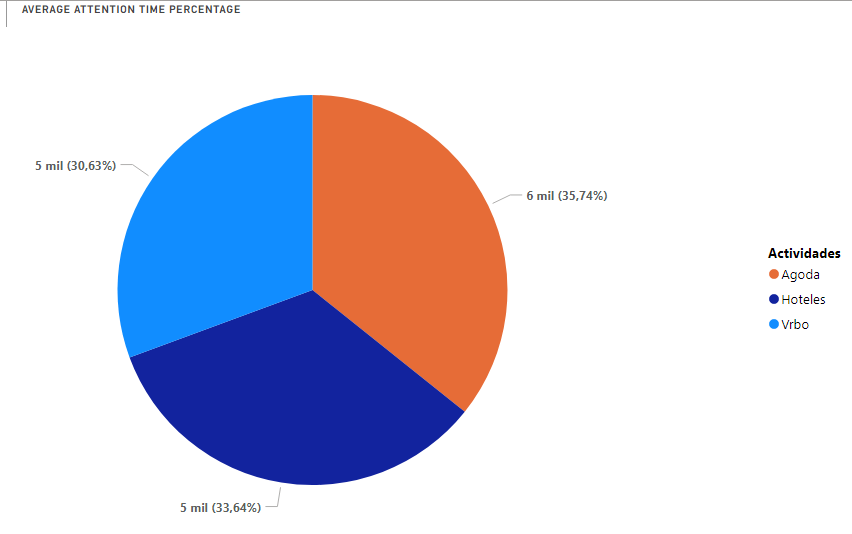 AVERAGE ATTENTION TIME PERCENTAGE
5 mil (30,63%)
6 mil (35,74%)
5 mil (33,64%)
Actividades
Agoda
Hoteles
Vrbo